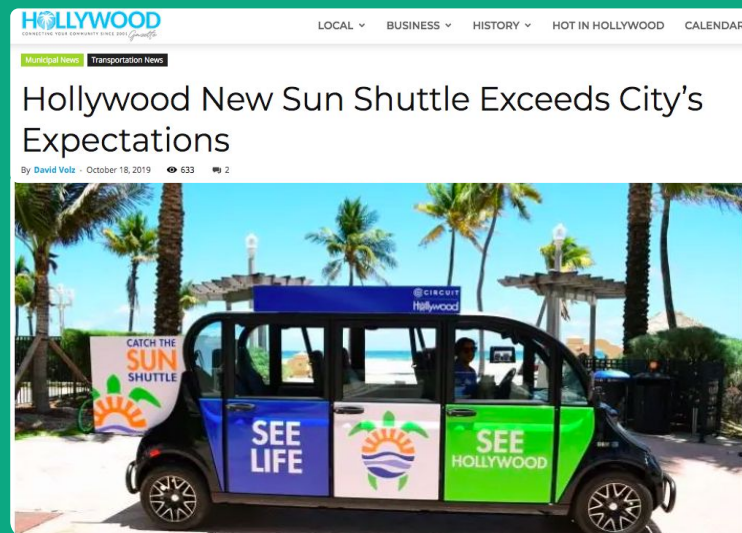 HOLLYWOOD
CONNECTING YOUR COMMUNITY SINCE 2001 Gazette
LOCAL BUSINESS HISTORY HOT IN HOLLYWOOD CALENDAR
Municipal News Transportation News
Hollywood New Sun Shuttle Exceeds City's
Expectations
By David Volz - October 18, 2019 633 2
CIRCUIT
Hollywood
CATCH THE
SUN
SHUTTLE
SEE
LIFE
SEE
HOLLYWOOD